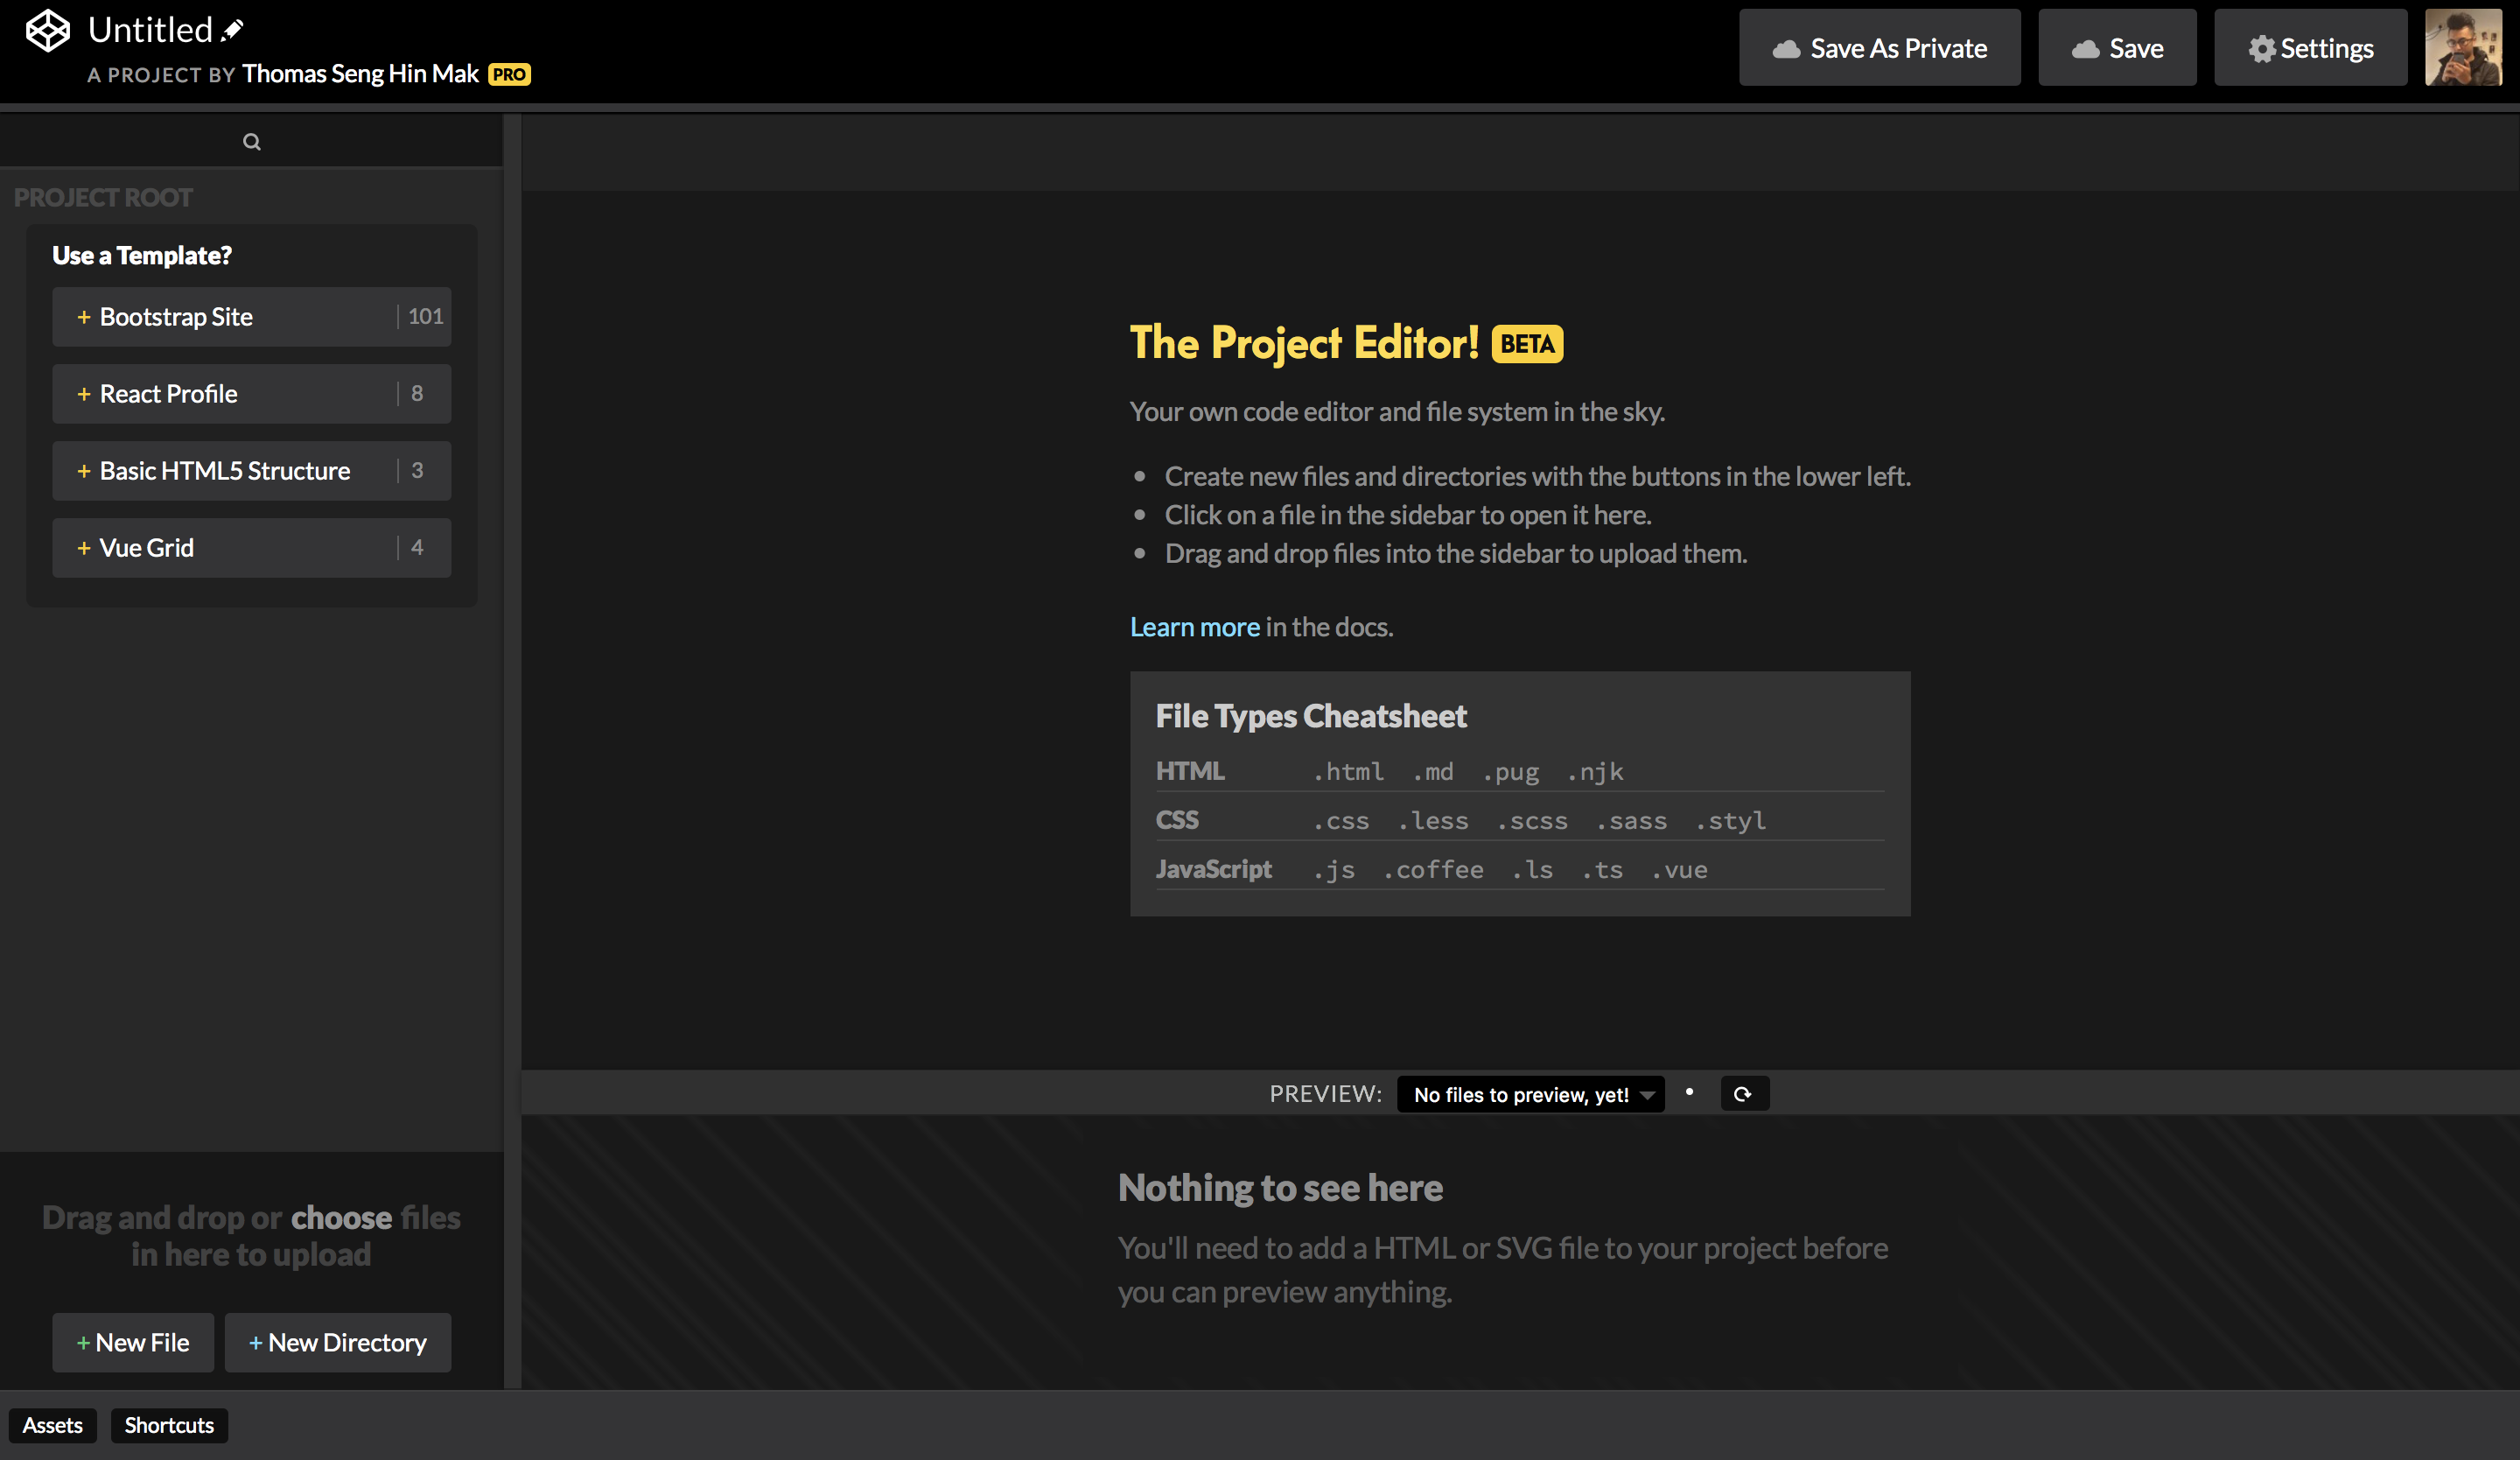 Untitled
A PROJECT BY Thomas Seng Hin Mak PRO
Save As Private
Save
Settings
PROJECT ROOT
Use a Template?
+ Bootstrap Site 101
+ React Profile 8
+ Basic HTML5 Structure 3
+ Vue Grid 4
Drag and drop or choose files
in here to upload
+ New File
+ New Directory
The Project Editor! BETA
Your own code editor and file system in the sky.
• Create new files and directories with the buttons in the lower left.
• Click on a file in the sidebar to open it here.
• Drag and drop files into the sidebar to upload them.
Learn more in the docs.
File Types Cheatsheet
HTML .html .md .pug .njk
CSS .css .less .scss .sass .styl
JavaScript .js .coffee .ls .ts .vue
PREVIEW: No files to preview, yet!
Nothing to see here
You'll need to add a HTML or SVG file to your project before
you can preview anything.
Assets
Shortcuts